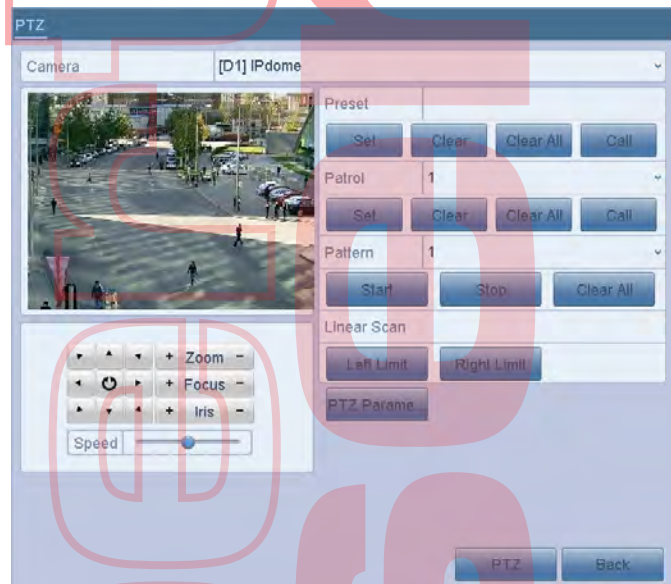 PTZ
Camera [D1] IPdome
Preset
Set Clear Clear All Call
Patrol 1
Set Clear Clear All Call
Pattern 1
Start Stop Clear All
Linear Scan
Left Limit Right Limit
PTZ Parame...
+ Zoom -
+ Focus -
+ Iris -
Speed
PTZ Back